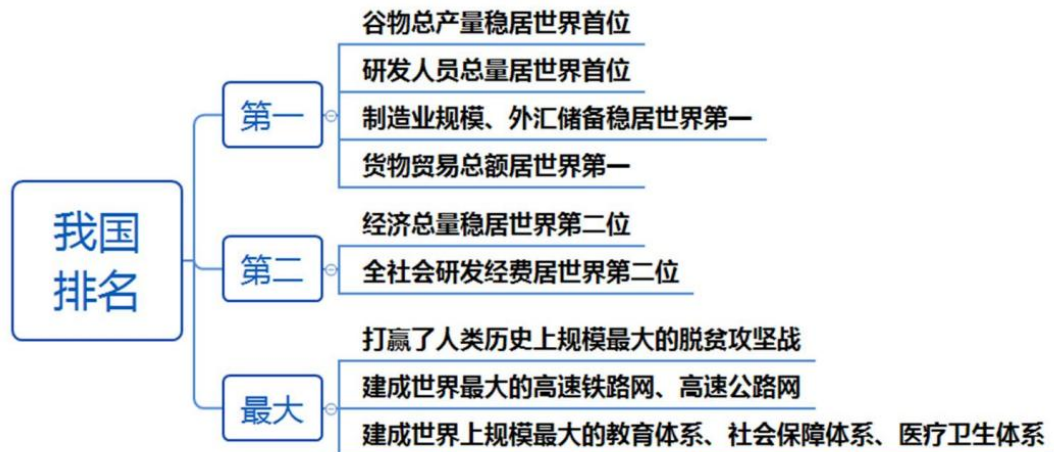 我国
排名
第一
谷物总产量稳居世界首位
研发人员总量居世界首位
制造业规模、外汇储备稳居世界第一
货物贸易总额居世界第一
第二
经济总量稳居世界第二位
全社会研发经费居世界第二位
最大
打赢了人类历史上规模最大的脱贫攻坚战
建成世界最大的高速铁路网、高速公路网
建成世界上规模最大的教育体系、社会保障体系、医疗卫生体系